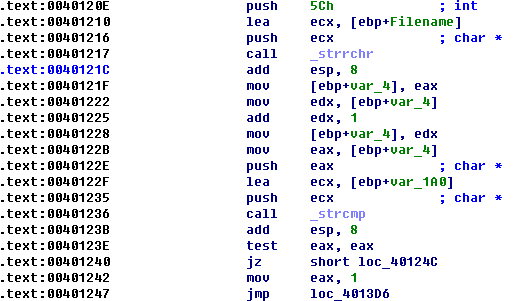 .text:0040120E push 5Ch ; int
.text:00401210 lea ecx, [ebp+Filename]
.text:00401216 push ecx ; char *
.text:00401217 call _strrchr
.text:0040121C add esp, 8
.text:0040121F mov [ebp+var_4], eax
.text:00401222 mov edx, [ebp+var_4]
.text:00401225 add edx, 1
.text:00401228 mov [ebp+var_4], edx
.text:0040122B mov eax, [ebp+var_4]
.text:0040122E push eax ; char *
.text:0040122F lea ecx, [ebp+var_1A0]
.text:00401235 push ecx ; char *
.text:00401236 call _strcmp
.text:0040123B add esp, 8
.text:0040123E test eax, eax
.text:00401240 jz short loc_40124C
.text:00401242 mov eax, 1
.text:00401247 jmp loc_4013D6